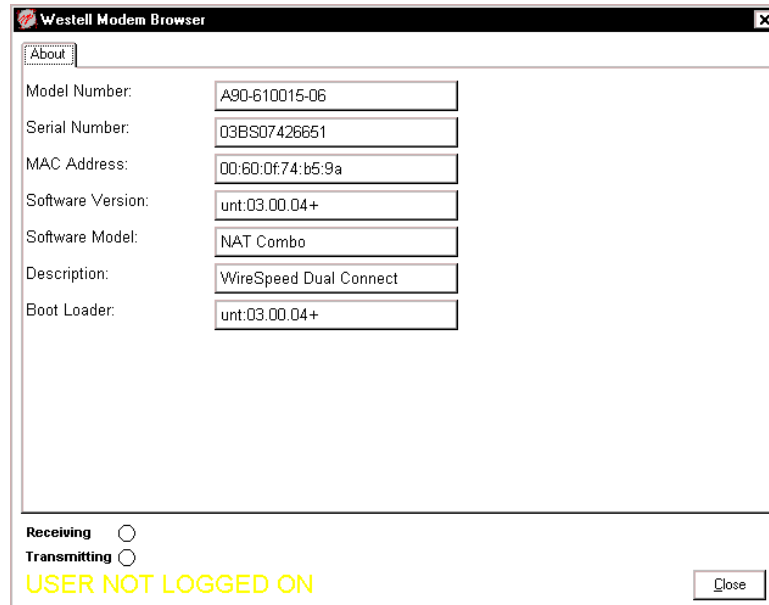 Westell Modem Browser
About
Model Number: A90-610015-06
Serial Number: 03BS07426651
MAC Address: 00:60:0f:74:b5:9a
Software Version: unt:03.00.04+
Software Model: NAT Combo
Description: WireSpeed Dual Connect
Boot Loader: unt:03.00.04+
Receiving
Transmitting
USER NOT LOGGED ON
Close